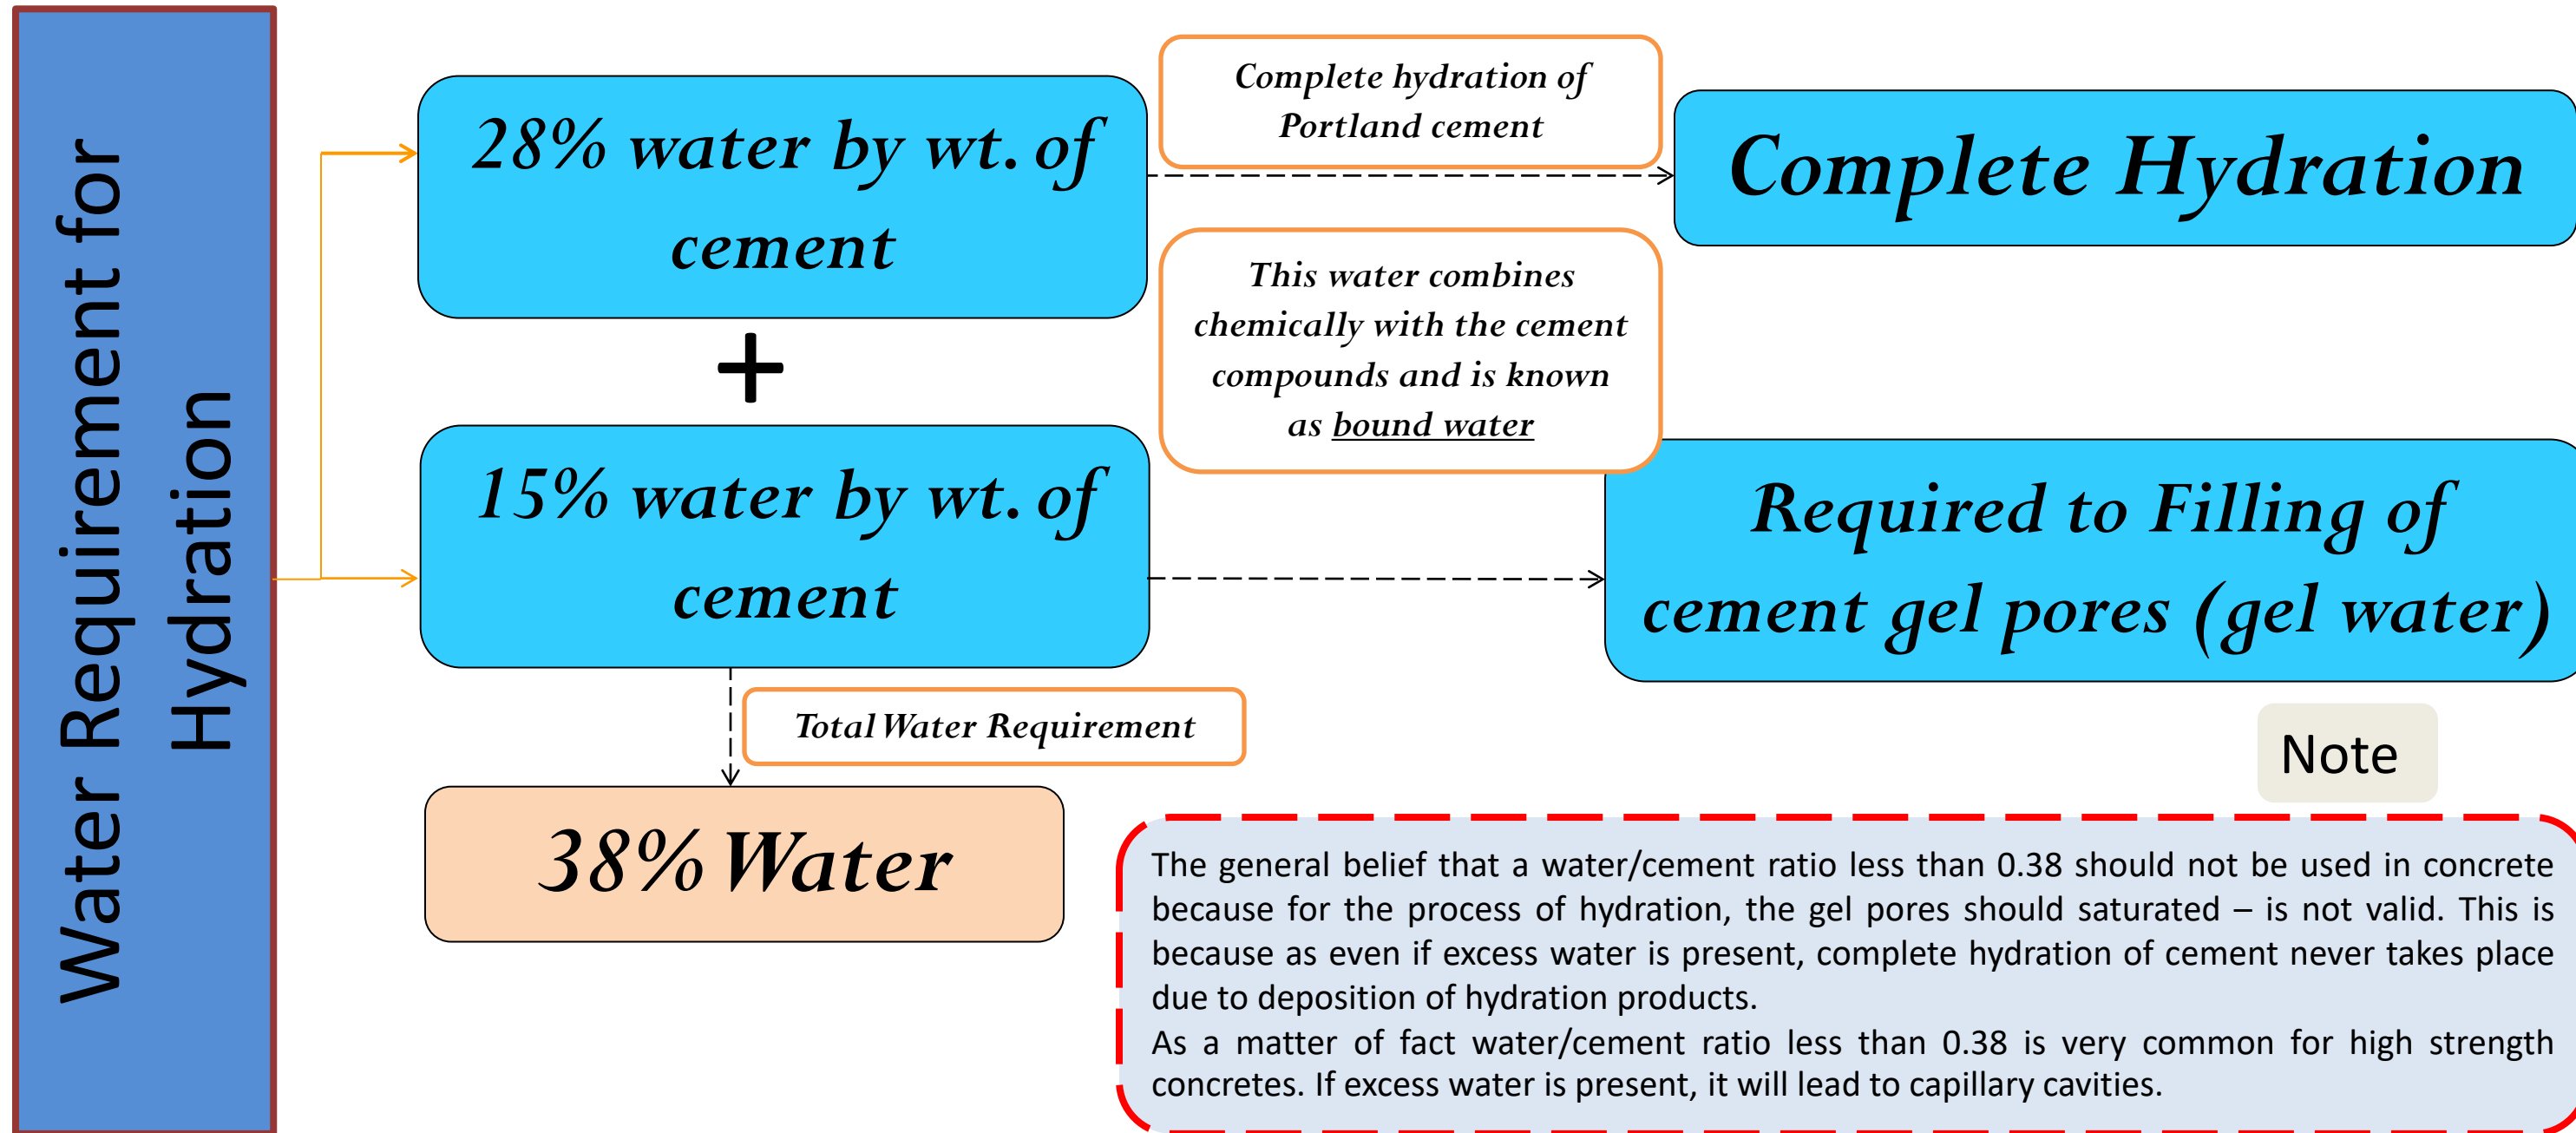 Water Requirement for
Hydration
28% water by wt. of
cement
Complete hydration of
Portland cement
Complete Hydration
+
This water combines
chemically with the cement
compounds and is known
as bound water
15% water by wt. of
cement
Required to Filling of
cement gel pores (gel water)
Total Water Requirement
38% Water
Note
The general belief that a water/cement ratio less than 0.38 should not be used in concrete
because for the process of hydration, the gel pores should saturated – is not valid. This is
because as even if excess water is present, complete hydration of cement never takes place
due to deposition of hydration products.
As a matter of fact water/cement ratio less than 0.38 is very common for high strength
concretes. If excess water is present, it will lead to capillary cavities.